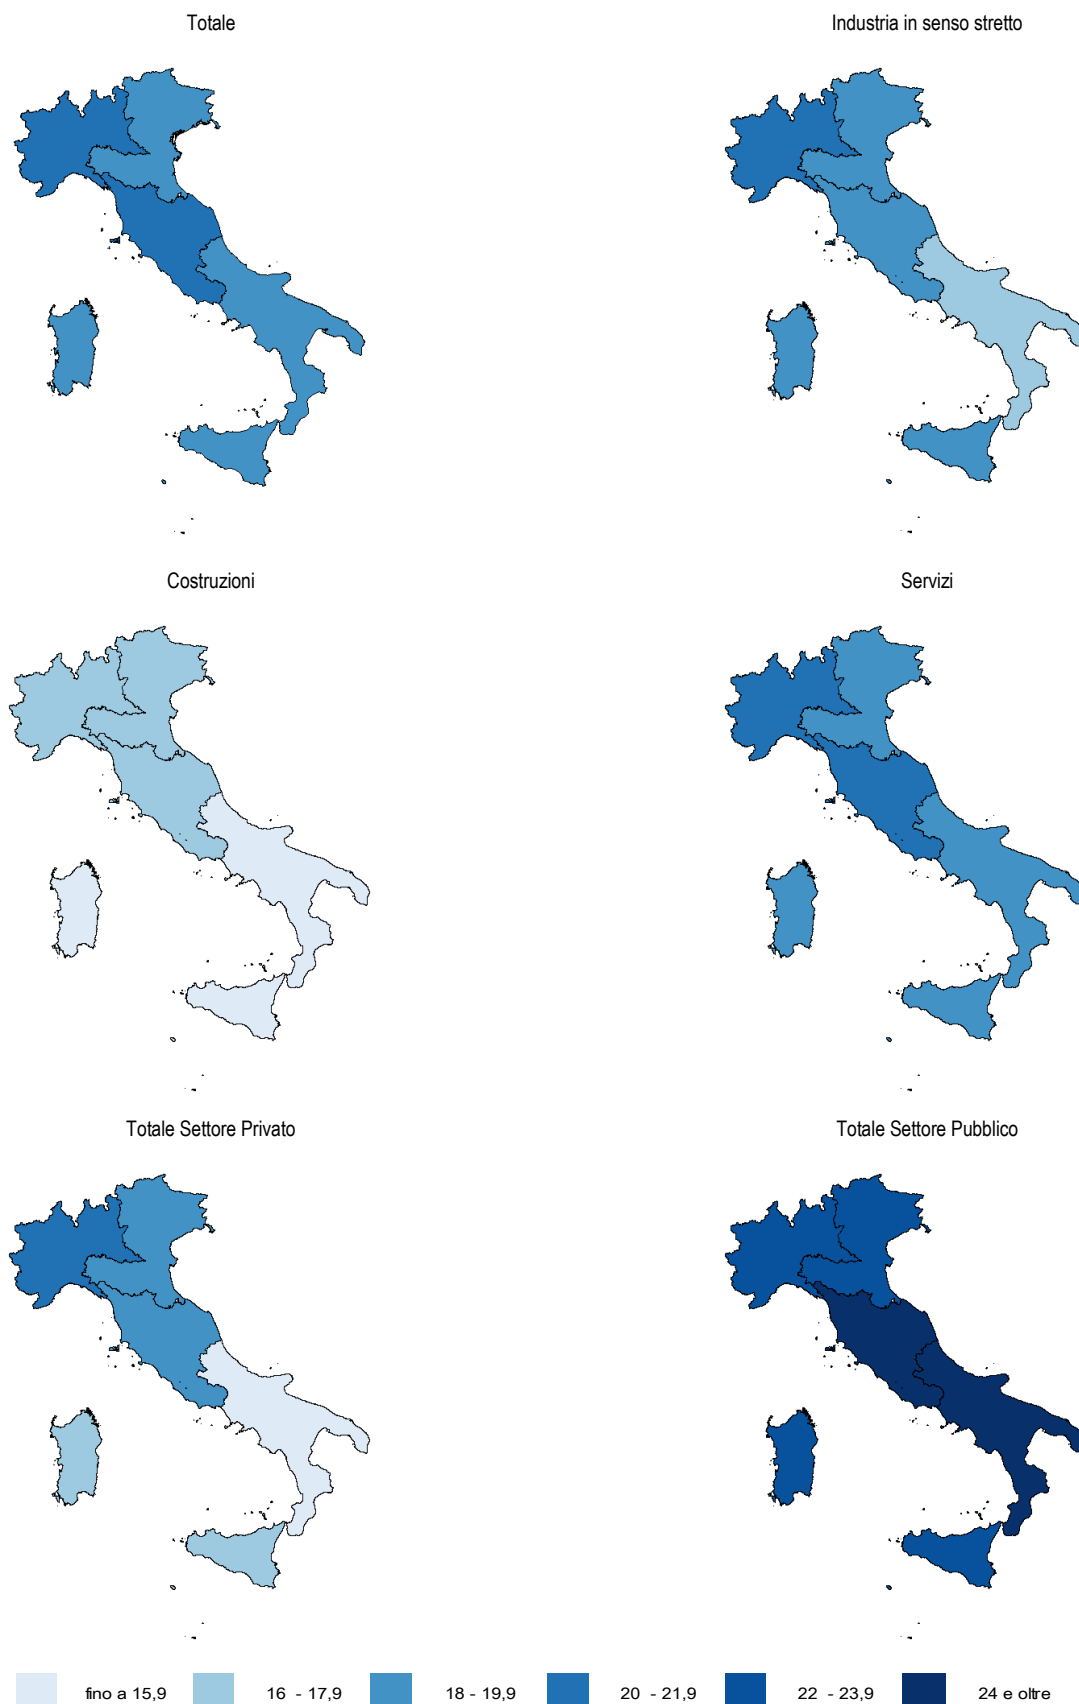 Totale
Industria in senso stretto
Costruzioni
Servizi
Totale Settore Privato
Totale Settore Pubblico
fino a 15,9
16 - 17,9
18 - 19,9
20 - 21,9
22 - 23,9
24 e oltre